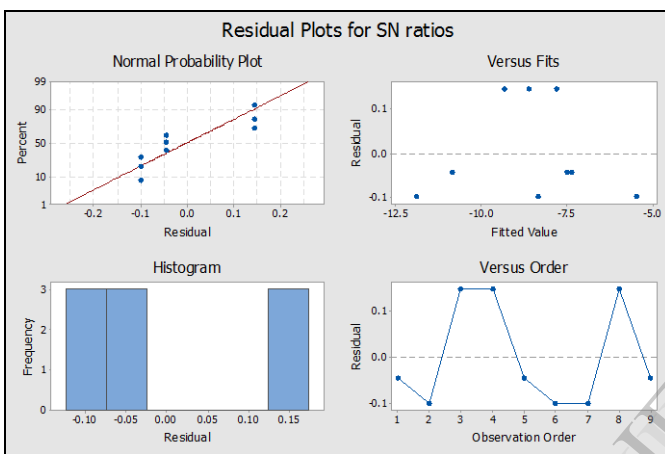 Residual Plots for SN ratios
Normal Probability Plot
Versus Fits
99
90
50
10
1
Percent
-0.2 -0.1 0.0 0.1 0.2
Residual
0.1
0.0
-0.1
Residual
-12.5 -10.0 -7.5 -5.0
Fitted Value
Histogram
Versus Order
3
2
1
0
Frequency
-0.10 -0.05 0.00 0.05 0.10 0.15
Residual
0.1
0.0
-0.1
Residual
1 2 3 4 5 6 7 8 9
Observation Order